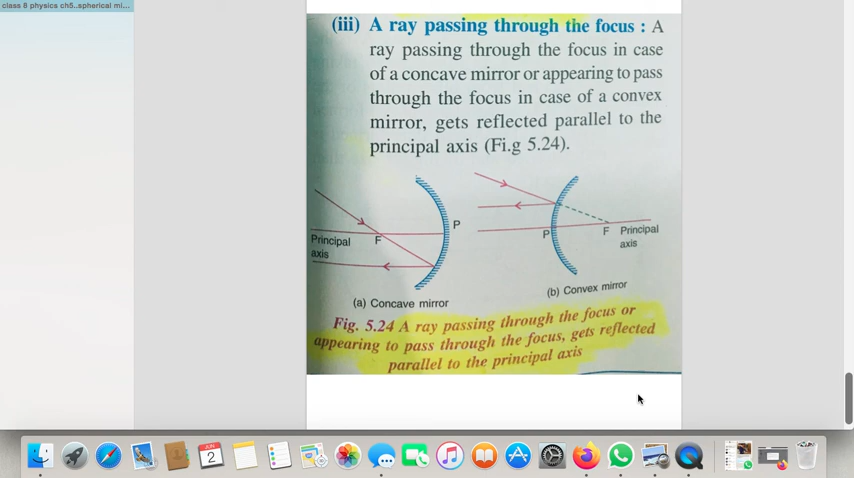 class 8 physics ch5..spherical mi...
(iii) A ray passing through the focus : A
ray passing through the focus in case
of a concave mirror or appearing to pass
through the focus in case of a convex
mirror, gets reflected parallel to the
principal axis (Fi.g 5.24).
P
Principal
axis
F
(a) Concave mirror
P
F
Principal
axis
(b) Convex mirror
Fig. 5.24 A ray passing through the focus or
appearing to pass through the focus, gets reflected
parallel to the principal axis
JUN
2